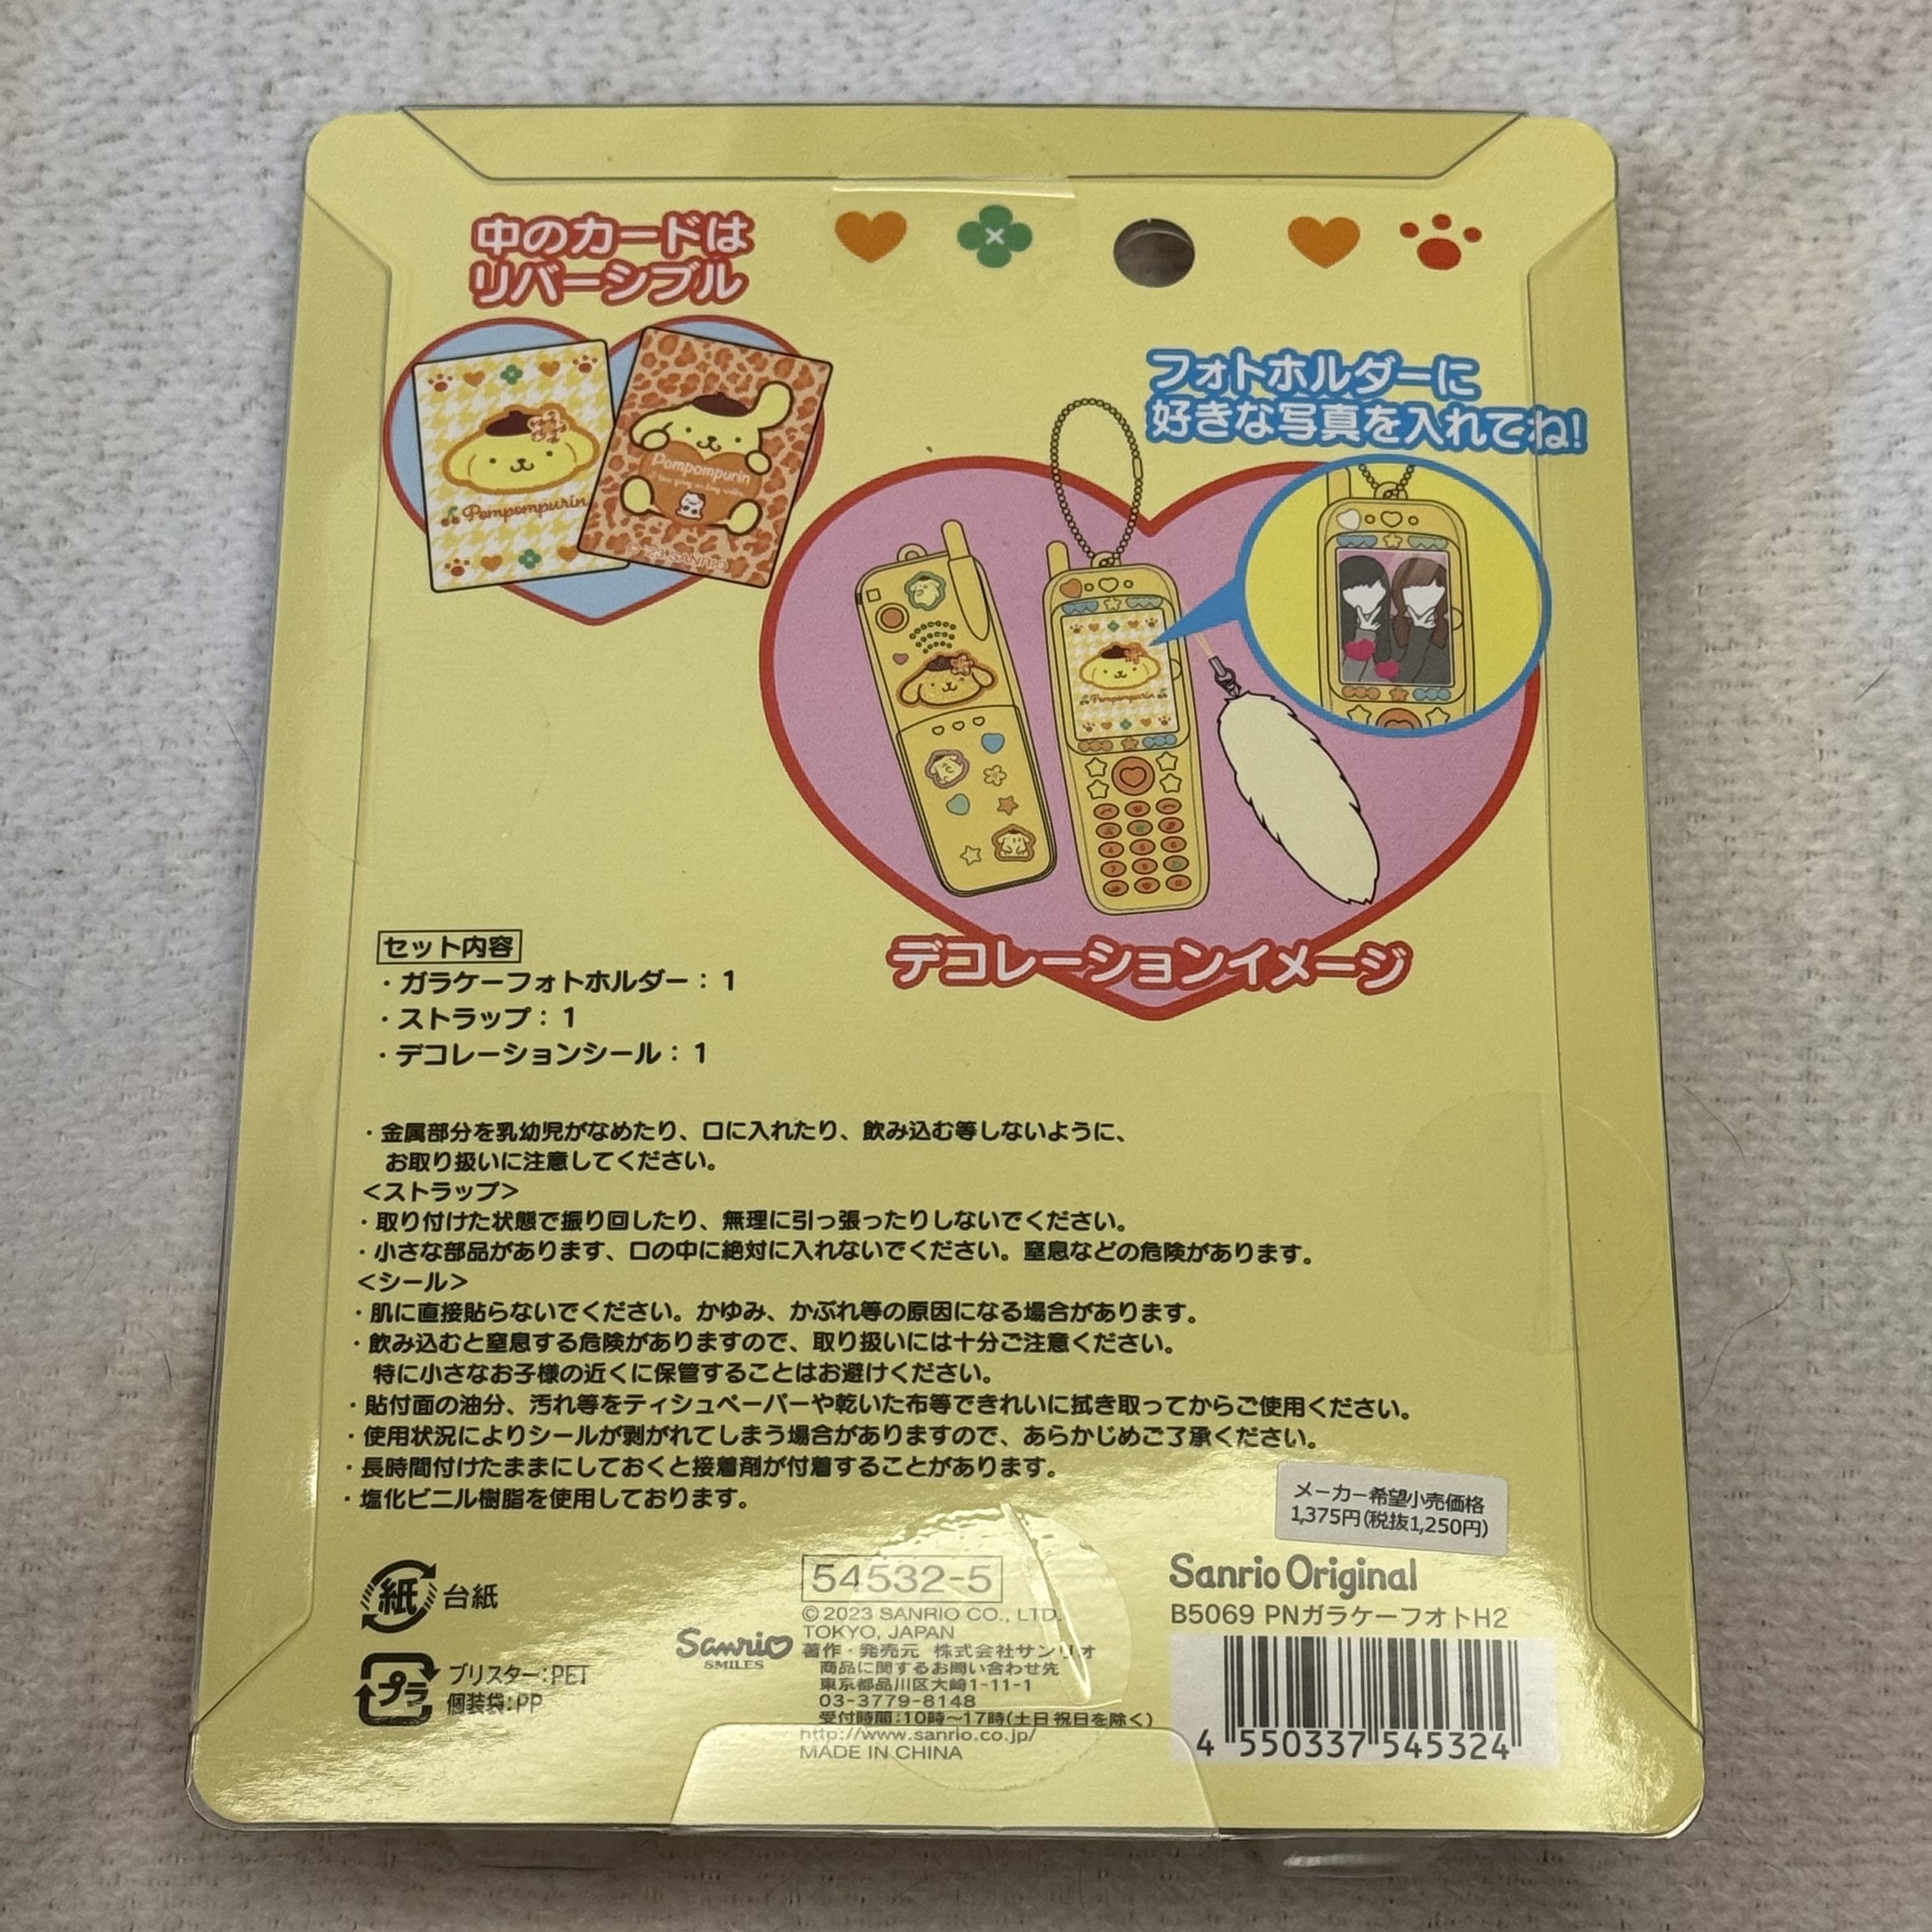 中のカードは
リバーシブル
Pompompurin
Pompompurin
©'23 SANRIO
フォトホルダーに
好きな写真を入れてね!
Pompompurin
デコレーションイメージ
セット内容
・ガラケーフォトホルダー：1
・ストラップ：1
・デコレーションシール：1
・金属部分を乳幼児がなめたり、口に入れたり、飲み込む等しないように、
お取り扱いに注意してください。
<ストラップ>
・取り付けた状態で振り回したり、無理に引っ張ったりしないでください。
・小さな部品があります、口の中に絶対に入れないでください。窒息などの危険があります。
<シール>
・肌に直接貼らないでください。かゆみ、かぶれ等の原因になる場合があります。
・飲み込むと窒息する危険がありますので、取り扱いには十分ご注意ください。
特に小さなお子様の近くに保管することはお避けください。
・貼付面の油分、汚れ等をティシュペーパーや乾いた布等できれいに拭き取ってからご使用ください。
・使用状況によりシールが剥がれてしまう場合がありますので、あらかじめご了承ください。
・長時間付けたままにしておくと接着剤が付着することがあります。
・塩化ビニル樹脂を使用しております。
メーカー希望小売価格
1,375円(税抜1,250円)
紙 台紙
プラ ブリスター:PET
個装袋:PP
Sanrio
SMILES
54532-5
© 2023 SANRIO CO., LTD.
TOKYO, JAPAN
著作・発売元 株式会社サンリオ
商品に関するお問い合わせ先
東京都品川区大崎1-11-1
03-3779-8148
受付時間:10時〜17時(土日祝日を除く)
http://www.sanrio.co.jp/
MADE IN CHINA
Sanrio Original
B5069 PNガラケーフォトH2
4 550337 545324